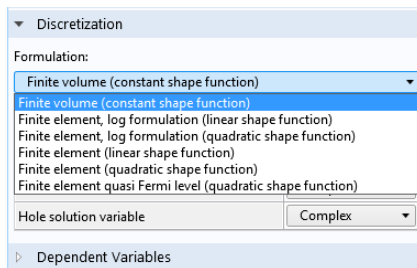 Discretization
Formulation:
Finite volume (constant shape function)
Finite volume (constant shape function)
Finite element, log formulation (linear shape function)
Finite element, log formulation (quadratic shape function)
Finite element (linear shape function)
Finite element (quadratic shape function)
Finite element quasi Fermi level (quadratic shape function)
Hole solution variable Complex
Dependent Variables